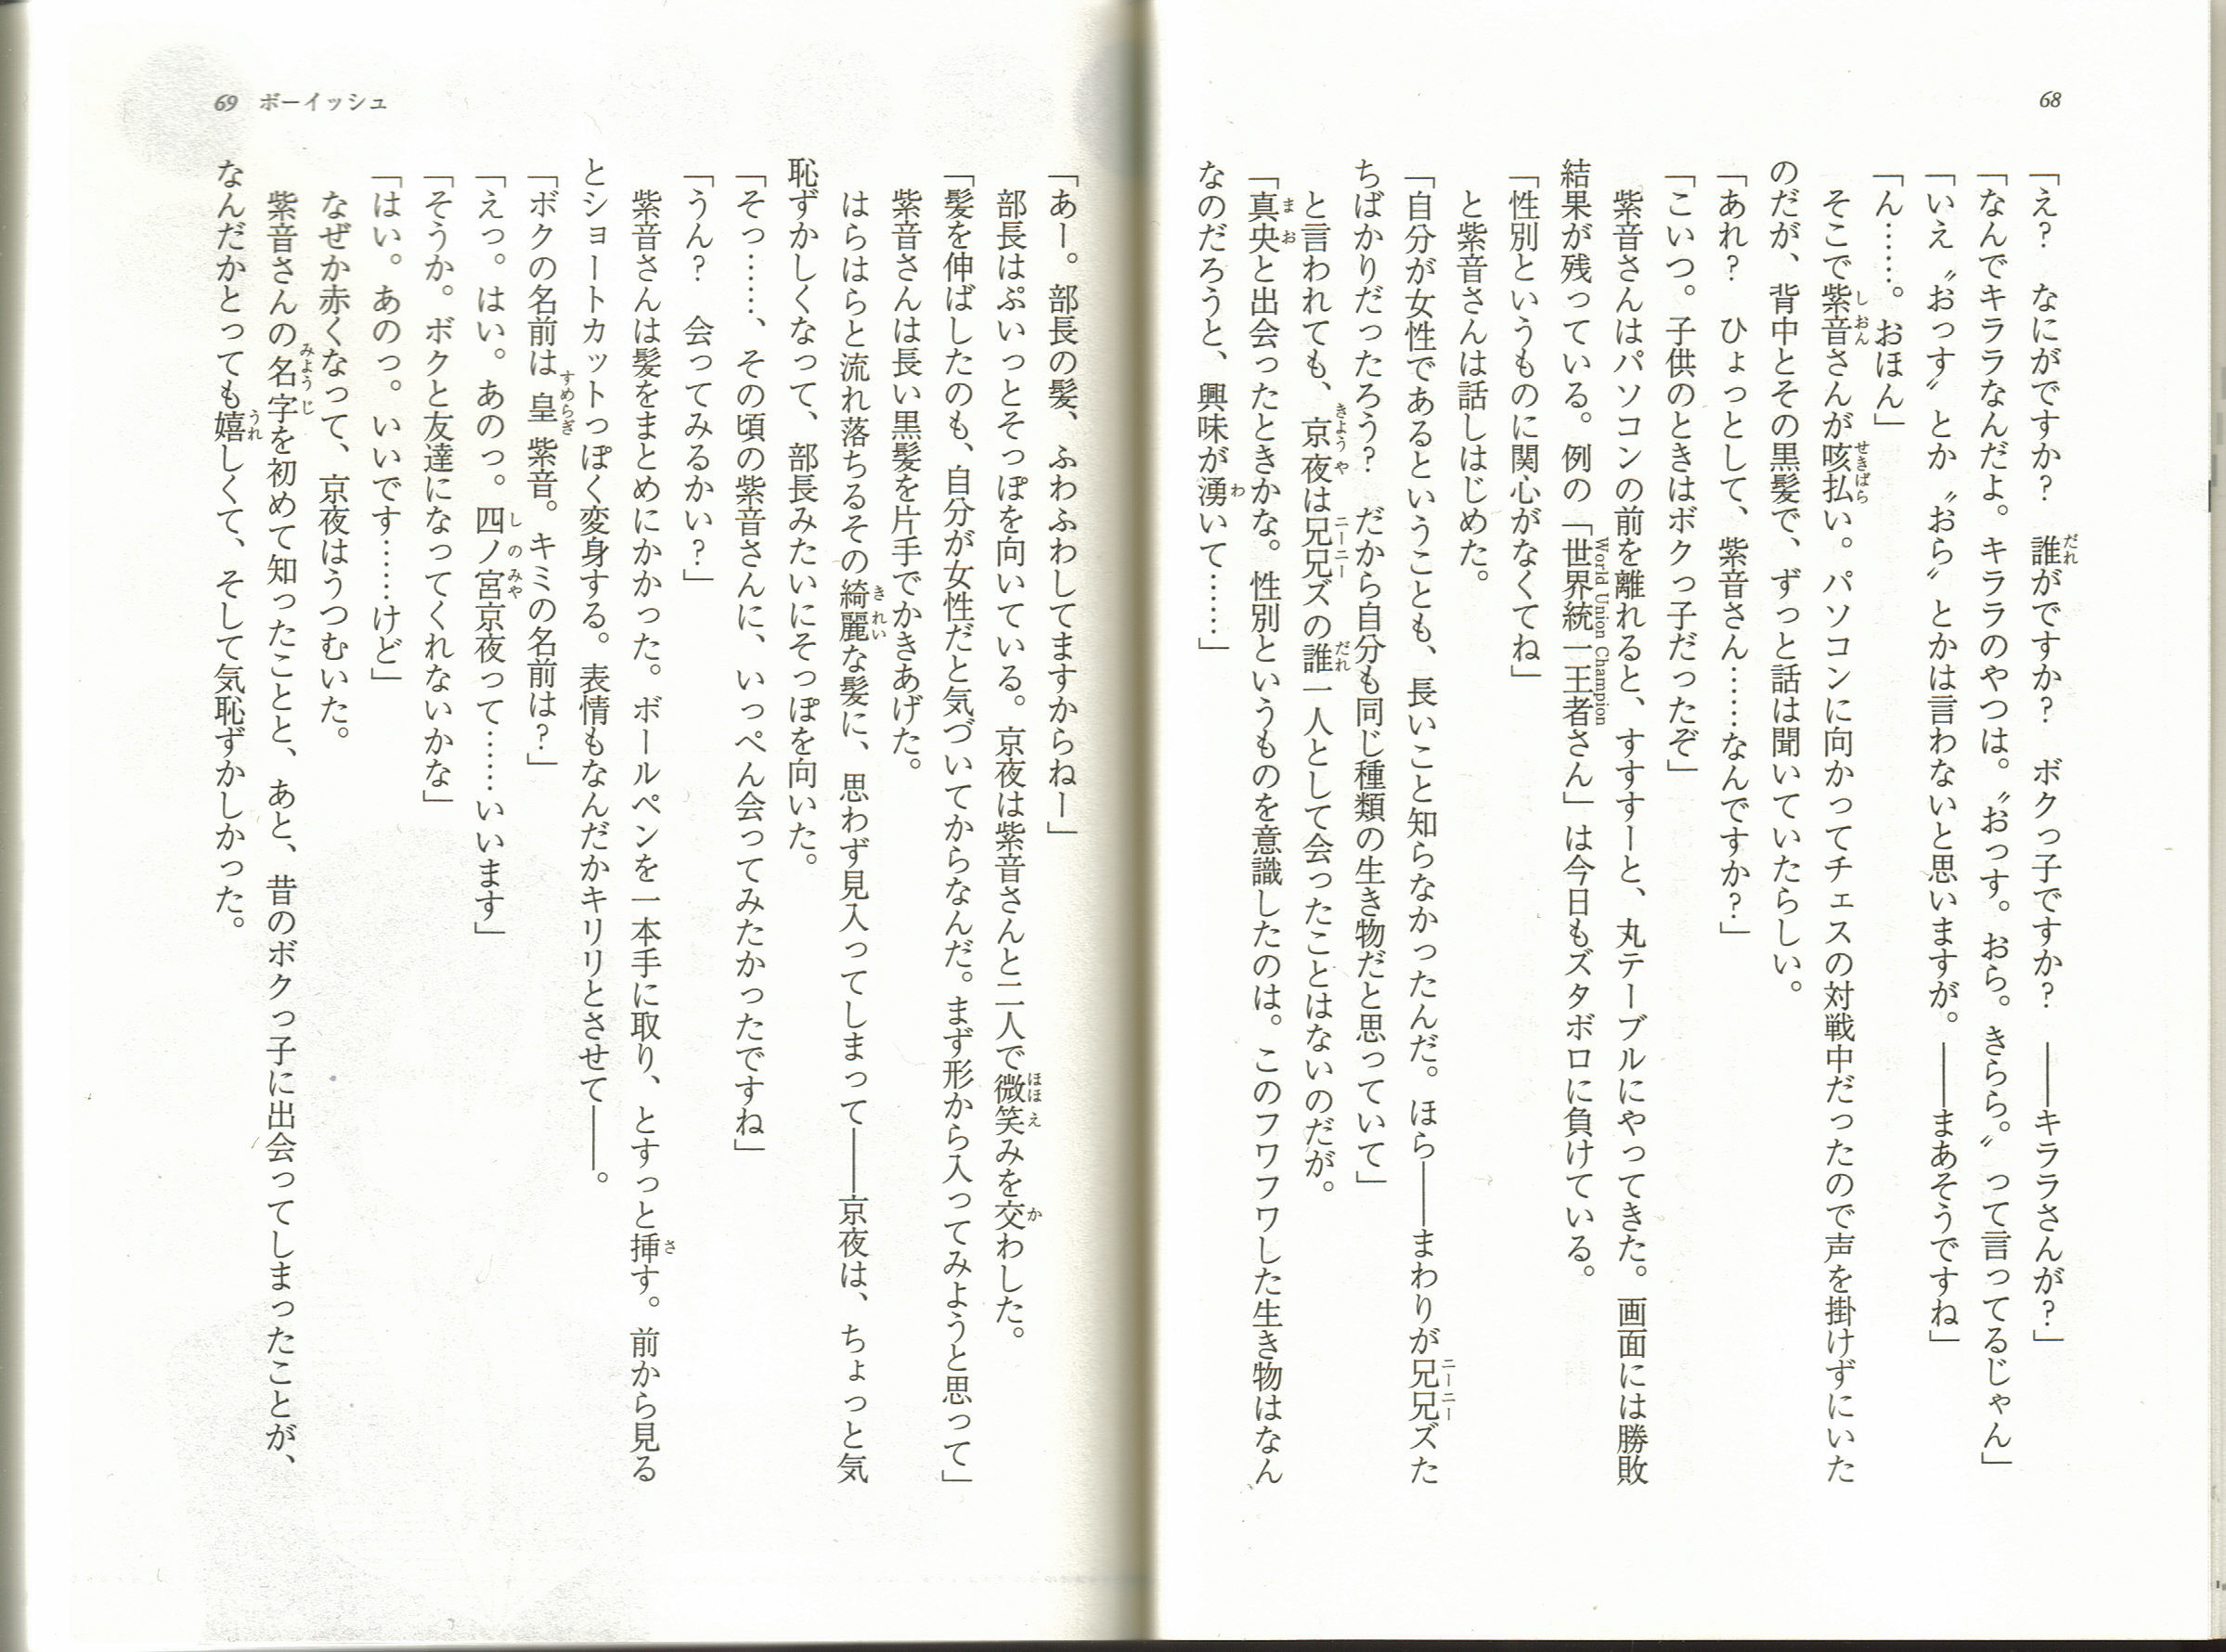 68
「え？　なにがですか？　誰がですか？　ボクっ子ですか？　――キララさんが？」
「なんでキララなんだよ。キララのやつは。〝おっす。おら。きらら。〟って言ってるじゃん」
「いえ〝おっす〟とか〝おら〟とかは言わないと思いますが。――まあそうですね」
「ん……。おほん」
　そこで紫音さんが咳払い。パソコンに向かってチェスの対戦中だったので声を掛けずにいた
のだが、背中とその黒髪で、ずっと話は聞いていたらしい。
「あれ？　ひょっとして、紫音さん……なんですか？」
「こいつ。子供のときはボクっ子だったぞ」
　紫音さんはパソコンの前を離れると、すすすーと、丸テーブルにやってきた。画面には勝敗
結果が残っている。例の「世界統一王者さん」は今日もズタボロに負けている。
「性別というものに関心がなくてね」
　と紫音さんは話しはじめた。
「自分が女性であるということも、長いこと知らなかったんだ。ほら――まわりが兄兄ズた
ちばかりだったろう？　だから自分も同じ種類の生き物だと思っていて」
　と言われても、京夜は兄兄ズの誰一人として会ったことはないのだが。
「真央と出会ったときかな。性別というものを意識したのは。このフワフワした生き物はなん
なのだろうと、興味が湧いて……」
69 ボーイッシュ
「あー。部長の髪、ふわふわしてますからねー」
　部長はぷいっとそっぽを向いている。京夜は紫音さんと二人で微笑みを交わした。
「髪を伸ばしたのも、自分が女性だと気づいてからなんだ。まず形から入ってみようと思って」
　紫音さんは長い黒髪を片手でかきあげた。
　はらはらと流れ落ちるその綺麗な髪に、思わず見入ってしまって――京夜は、ちょっと気
恥ずかしくなって、部長みたいにそっぽを向いた。
「そっ……、その頃の紫音さんに、いっぺん会ってみたかったですね」
「うん？　会ってみるかい？」
　紫音さんは髪をまとめにかかった。ボールペンを一本手に取り、とすっと挿す。前から見る
とショートカットっぽく変身する。表情もなんだかキリリとさせて――。
「ボクの名前は皇　紫音。キミの名前は？」
「えっ。はい。あのっ。四ノ宮京夜って……いいます」
「そうか。ボクと友達になってくれないかな」
「はい。あのっ。いいです……けど」
　なぜか赤くなって、京夜はうつむいた。
　紫音さんの名字を初めて知ったことと、あと、昔のボクっ子に出会ってしまったことが、
なんだかとっても嬉しくて、そして気恥ずかしかった。